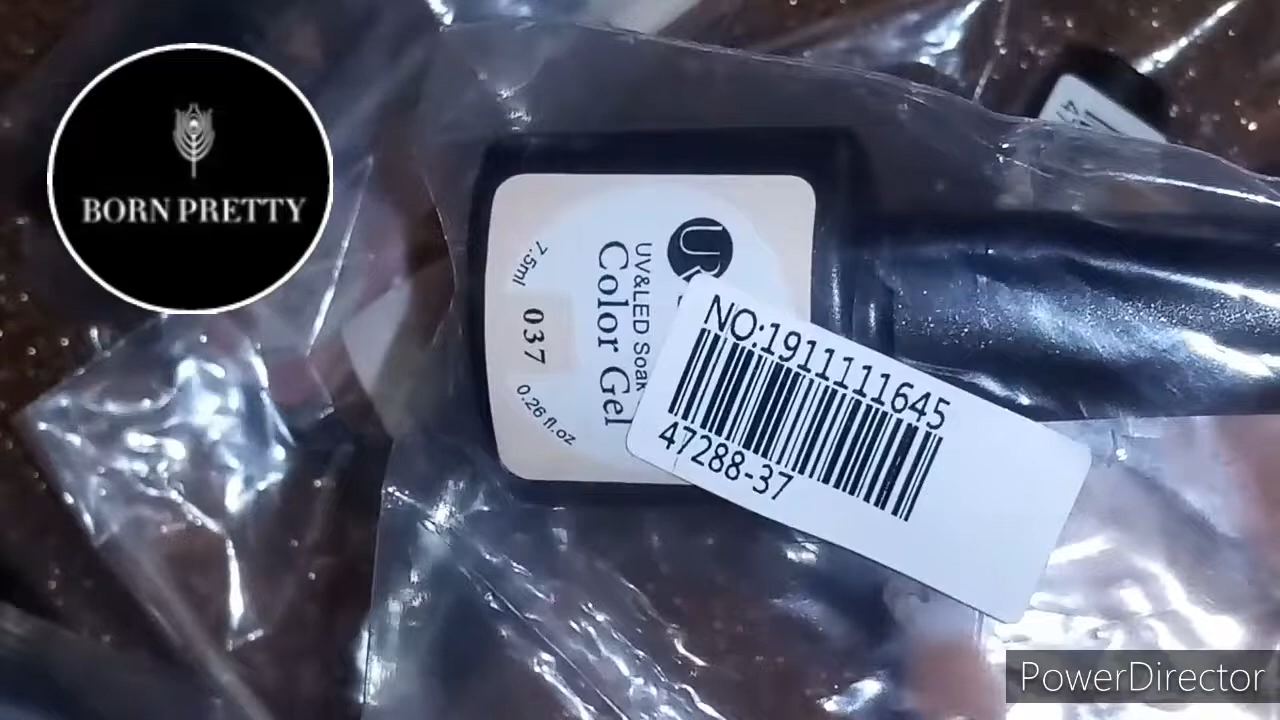 BORN PRETTY
UV&LED Soak
Color Gel
7.5ml
037
0.26 fl.oz
NO:1911111645
47288-37
PowerDirector